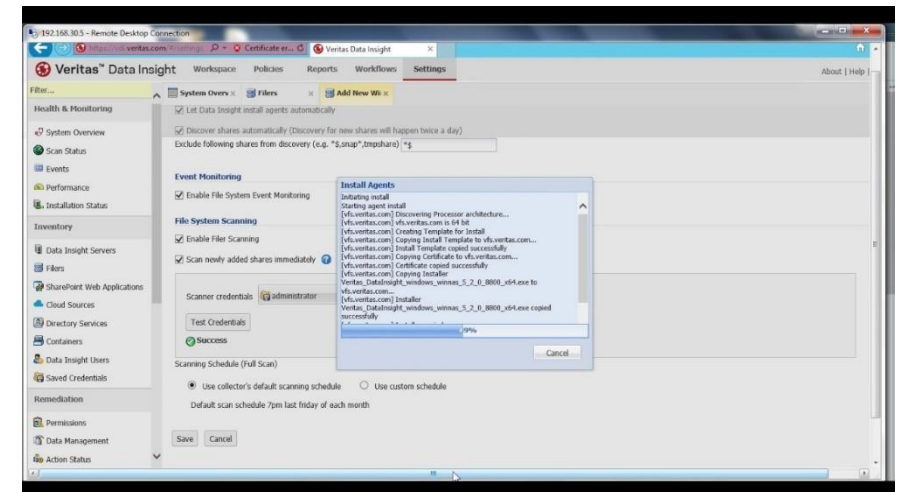 192.168.30.5 - Remote Desktop Connection
Certificate er...
Veritas Data Insight
Veritas™ Data Insight
Workspace
Policies
Reports
Workflows
Settings
About | Help |
Filter...
System Overv
Filers
Add New Wi
Health & Monitoring
System Overview
Scan Status
Events
Performance
Installation Status
Inventory
Data Insight Servers
Filers
SharePoint Web Applications
Cloud Sources
Directory Services
Containers
Data Insight Users
Saved Credentials
Remediation
Permissions
Data Management
Action Status
Let Data Insight install agents automatically
Discover shares automatically (Discovery for new shares will happen twice a day)
Exclude following shares from discovery (e.g. *$,snap*,tmpshare) *$
Event Monitoring
Enable File System Event Monitoring
File System Scanning
Enable Filer Scanning
Scan newly added shares immediately
Scanner credentials
administrator
Test Credentials
Success
Scanning Schedule (Full Scan)
Use collector's default scanning schedule
Use custom schedule
Default scan schedule 7pm last friday of each month
Save
Cancel
Install Agents
Initiating install
Starting agent install
[vfs.veritas.com] Discovering Processor architecture...
[vfs.veritas.com] vfs.veritas.com is 64 bit
[vfs.veritas.com] Creating Template for Install
[vfs.veritas.com] Copying Install Template to vfs.veritas.com...
[vfs.veritas.com] Install Template copied successfully
[vfs.veritas.com] Copying Certificate to vfs.veritas.com...
[vfs.veritas.com] Certificate copied successfully
[vfs.veritas.com] Copying Installer
Veritas_DataInsight_windows_winnas_5_2_0_8800_x64.exe to
vfs.veritas.com...
[vfs.veritas.com] Installer
Veritas_DataInsight_windows_winnas_5_2_0_8800_x64.exe copied
successfully
Cancel